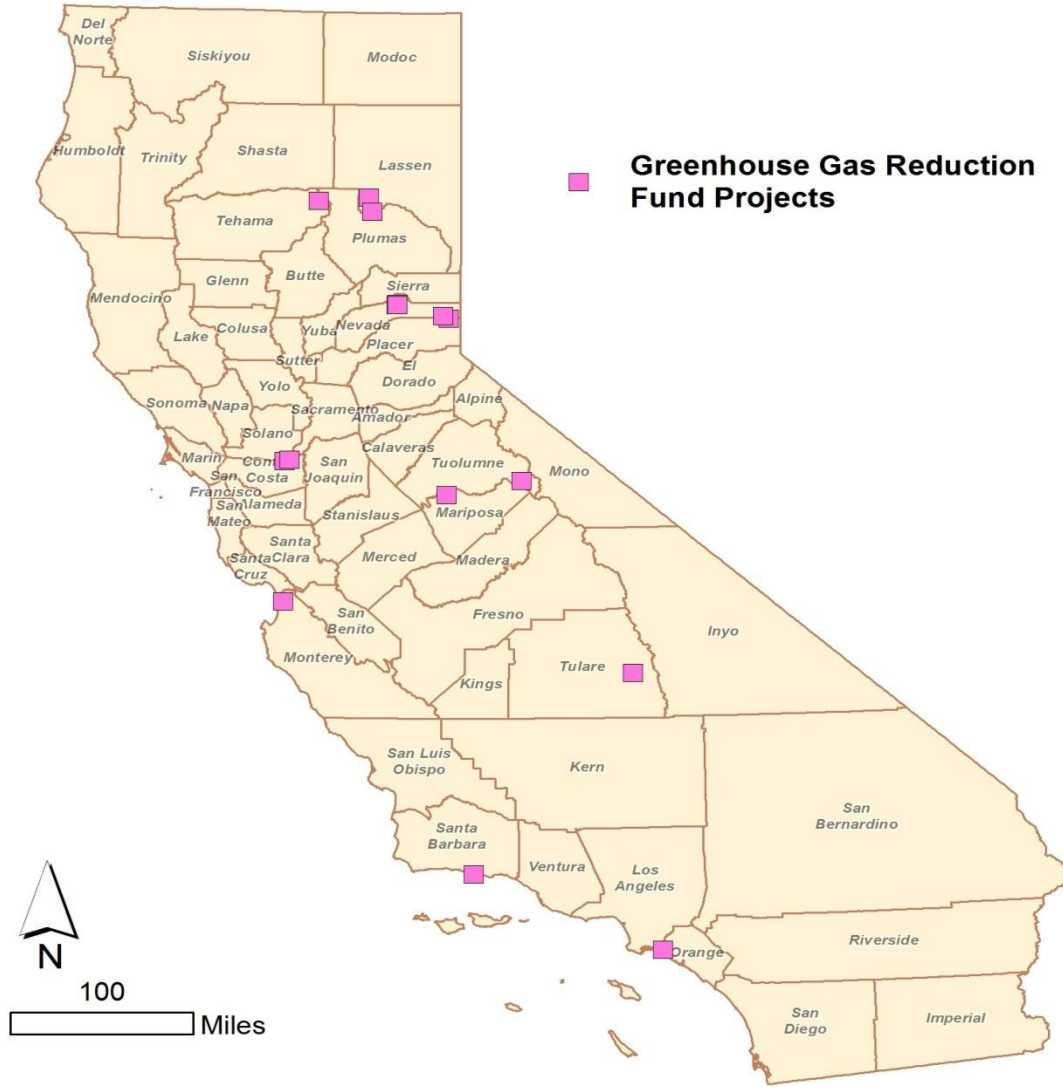 Del
Norte
Siskiyou
Modoc
Humboldt
Trinity
Shasta
Lassen
Greenhouse Gas Reduction
Fund Projects
Tehama
Plumas
Glenn
Butte
Sierra
Mendocino
Colusa
Yuba
Nevada
Lake
Placer
Sutter
El
Dorado
Yolo
Sonoma
Napa
Sacramento
Amador
Alpine
Solano
Calaveras
Marin
Costa
San
Joaquin
Tuolumne
Mono
San
Francisco
Alameda
San
Mateo
Stanislaus
Mariposa
Santa
Clara
Merced
Madera
Santa
Cruz
Fresno
San
Benito
Inyo
Monterey
Tulare
Kings
San Luis
Obispo
Kern
San
Bernardino
Santa
Barbara
Ventura
Los
Angeles
Orange
Riverside
San
Diego
Imperial
N
100
Miles